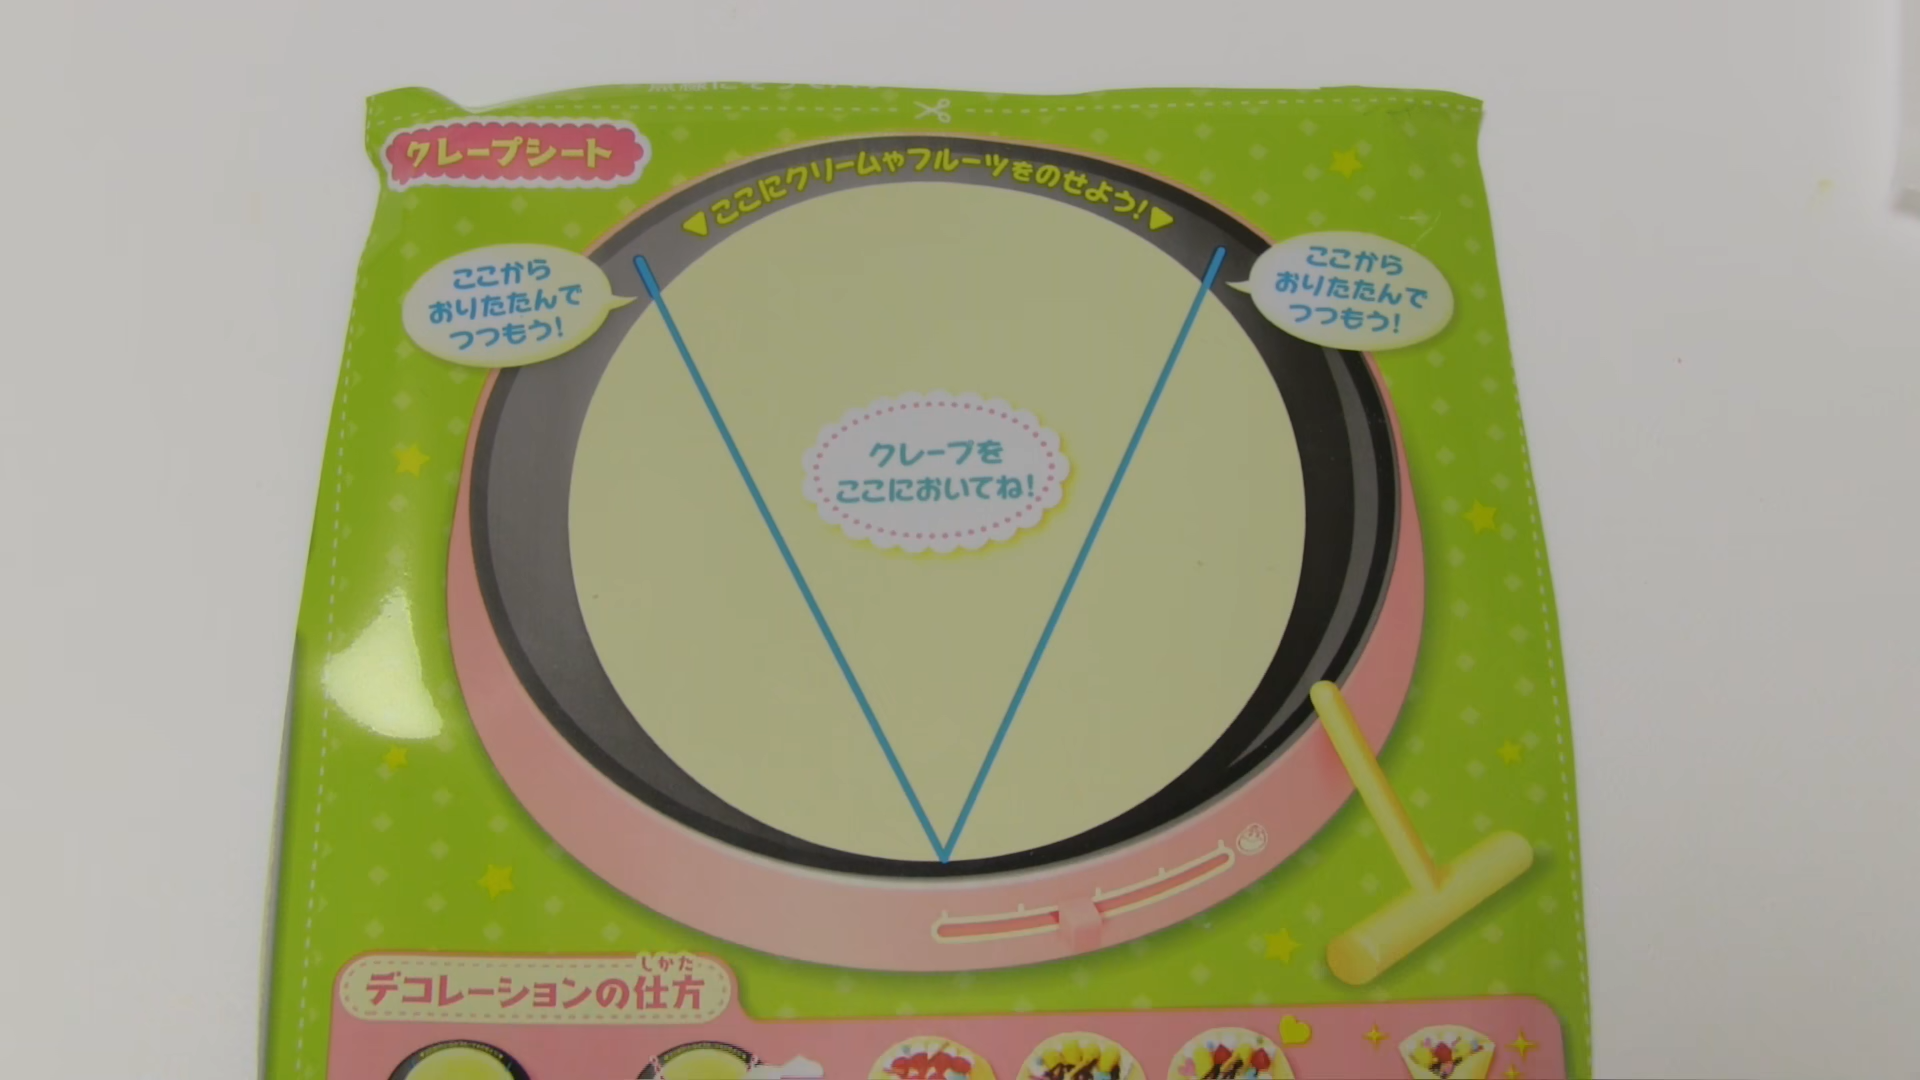 クレープシート
ここにクリームやフルーツをのせよう!
ここから
おりたたんで
つつもう!
ここから
おりたたんで
つつもう!
クレープを
ここにおいてね!
しかた
デコレーションの仕方